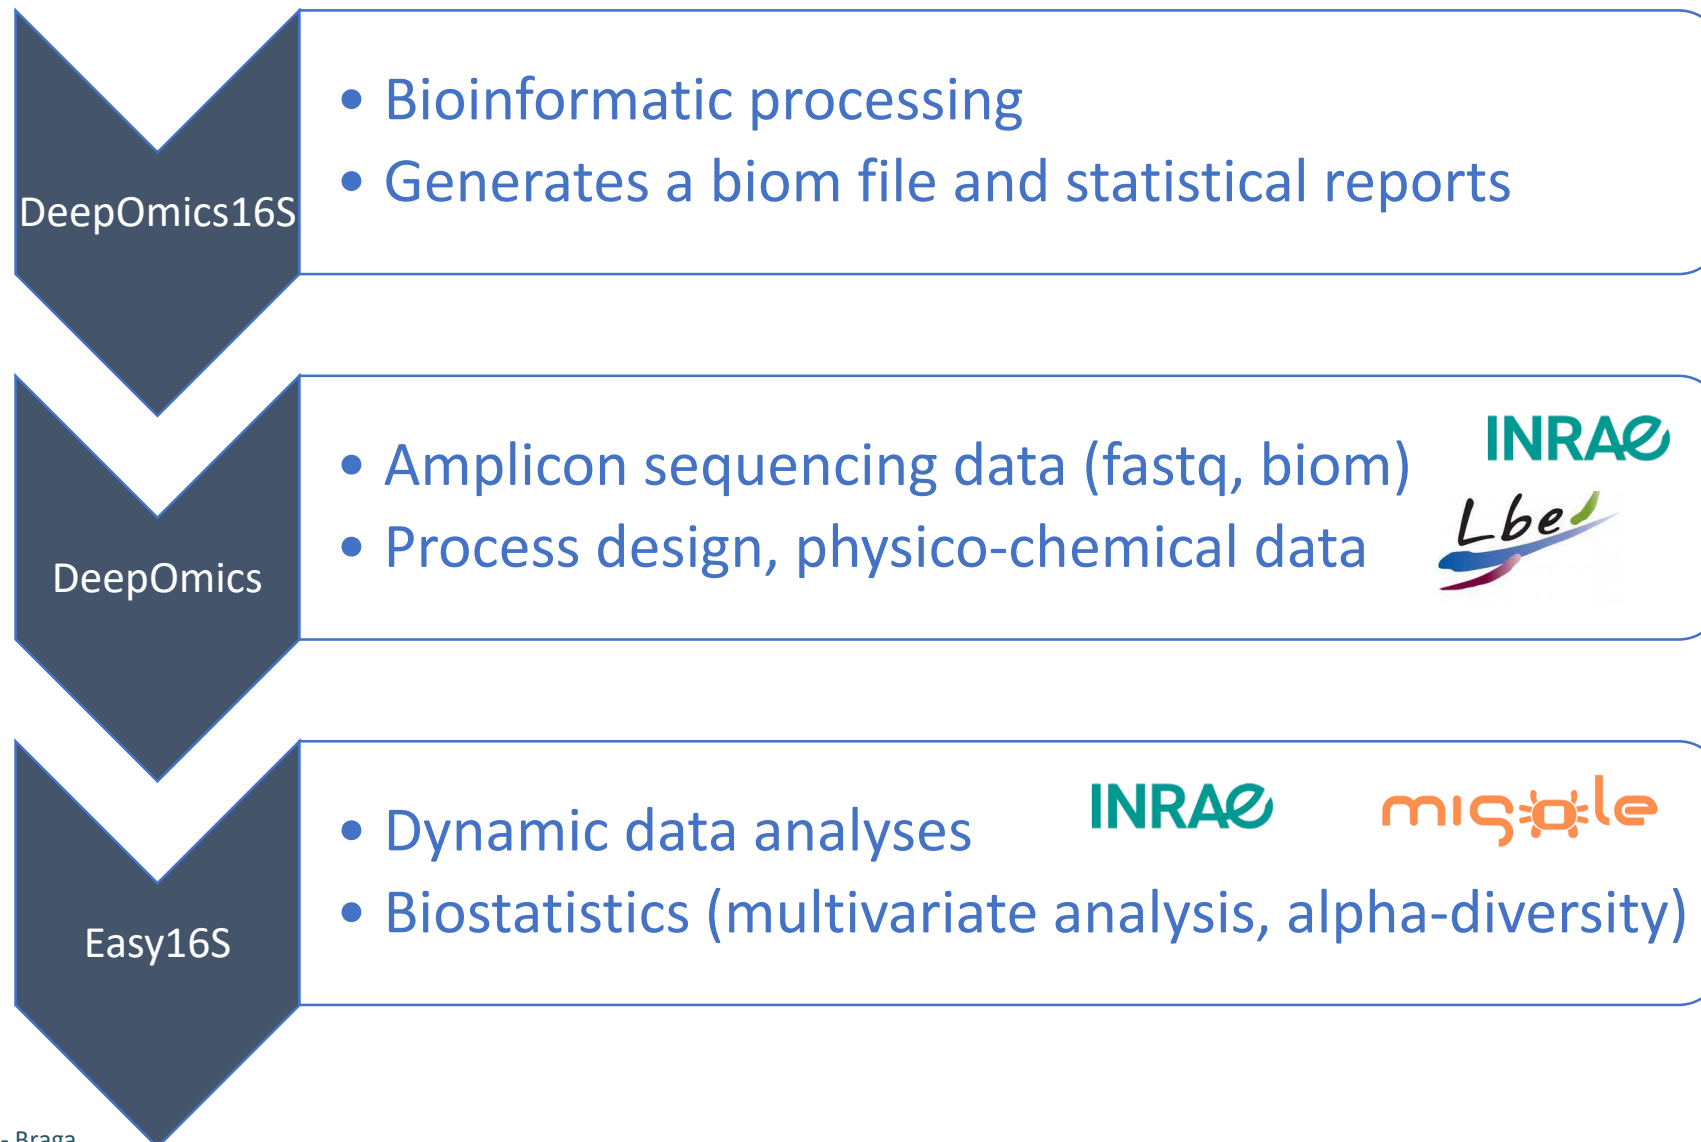 DeepOmics16S
• Bioinformatic processing
• Generates a biom file and statistical reports
DeepOmics
• Amplicon sequencing data (fastq, biom)
• Process design, physico-chemical data
INRAE
Lbe
Easy16S
• Dynamic data analyses
• Biostatistics (multivariate analysis, alpha-diversity)
INRAE
migale
- Braga